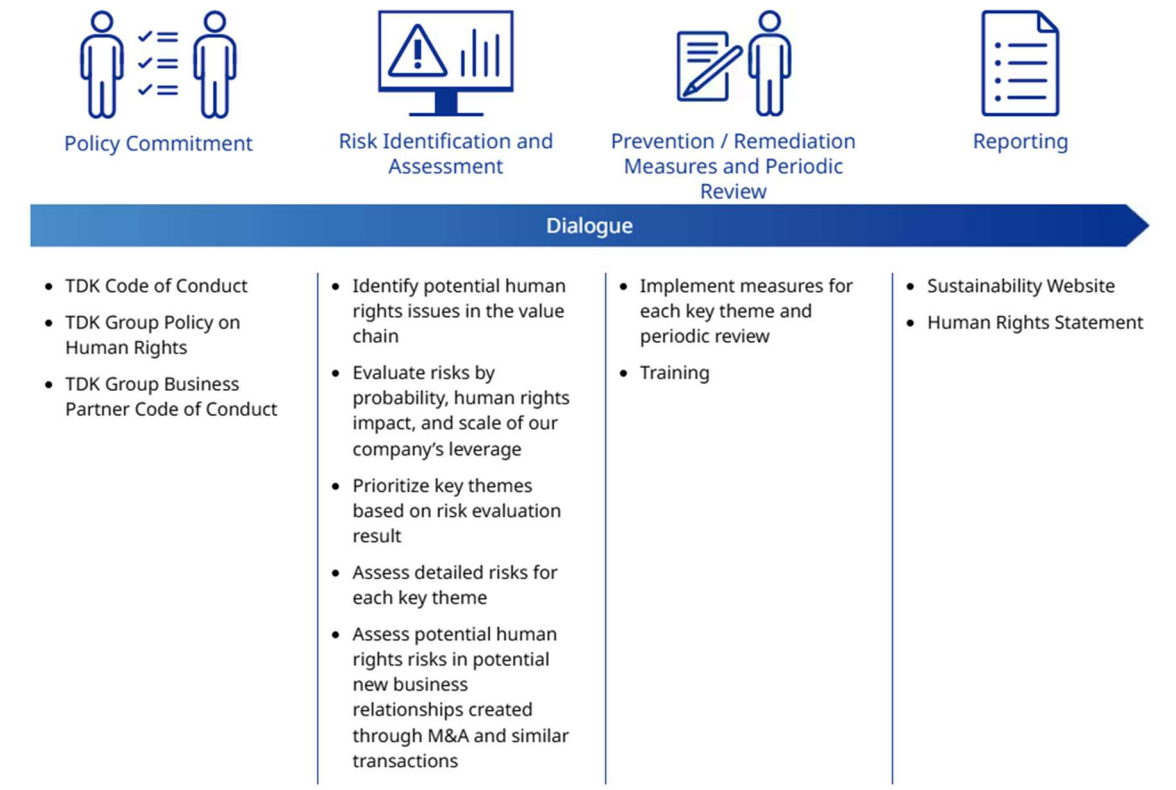 Policy Commitment
Risk Identification and
Assessment
Prevention / Remediation
Measures and Periodic
Review
Reporting
Dialogue
• TDK Code of Conduct
• TDK Group Policy on
Human Rights
• TDK Group Business
Partner Code of Conduct
• Identify potential human
rights issues in the value
chain
• Evaluate risks by
probability, human rights
impact, and scale of our
company's leverage
• Prioritize key themes
based on risk evaluation
result
• Assess detailed risks for
each key theme
• Assess potential human
rights risks in potential
new business
relationships created
through M&A and similar
transactions
• Implement measures for
each key theme and
periodic review
• Training
• Sustainability Website
• Human Rights Statement